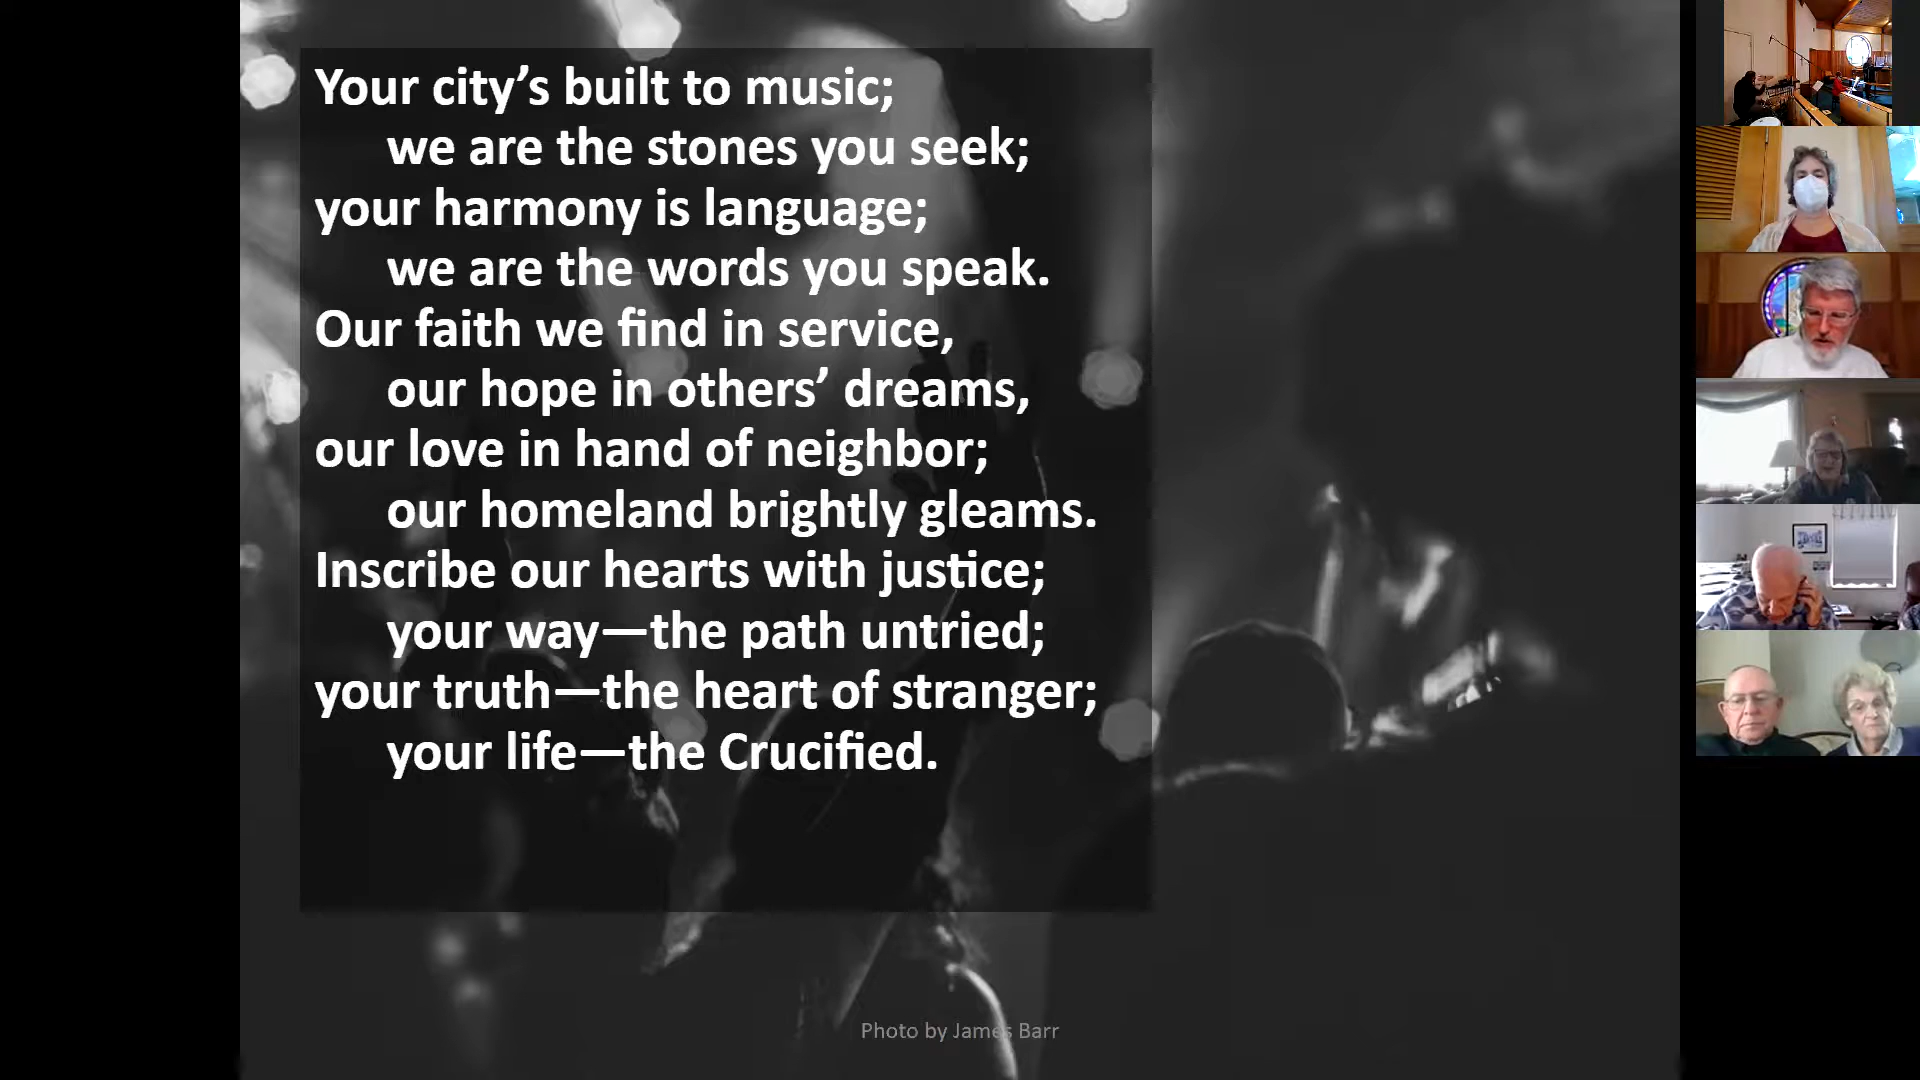 Your city’s built to music;
we are the stones you seek;
your harmony is language;
we are the words you speak.
Our faith we find in service,
our hope in others’ dreams,
our love in hand of neighbor;
our homeland brightly gleams.
Inscribe our hearts with justice;
your way—the path untried;
your truth—the heart of stranger;
your life—the Crucified.
Photo by James Barr